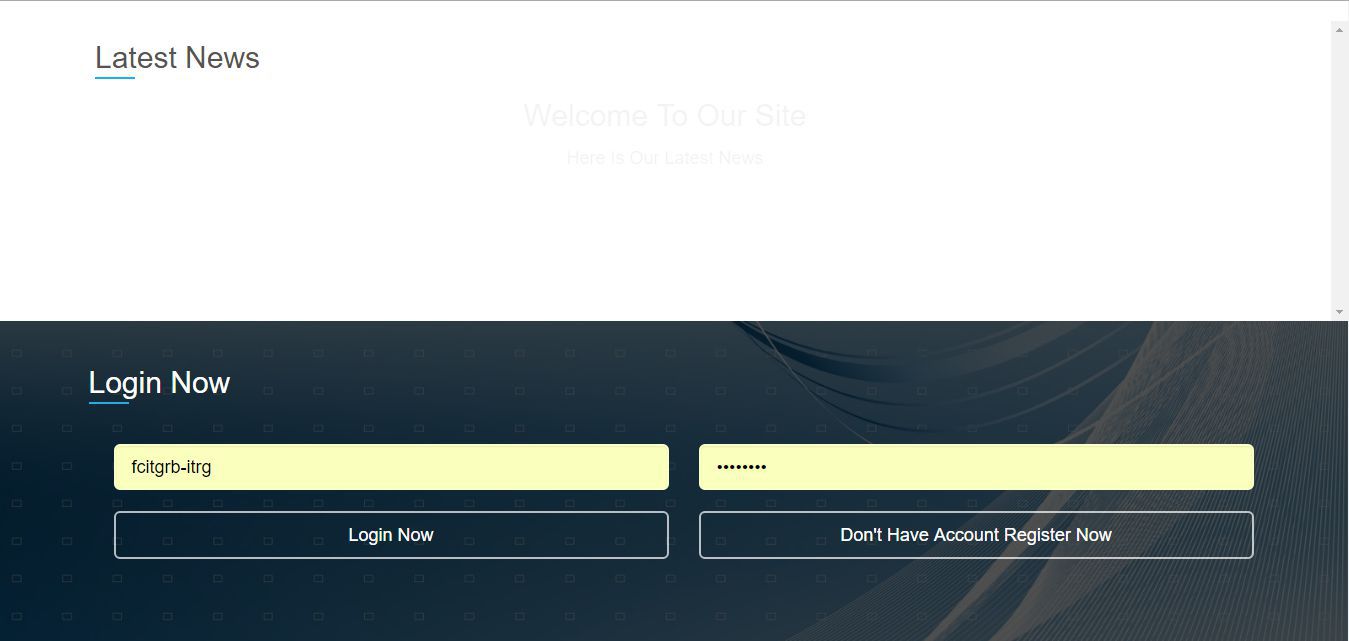 Latest News
Welcome To Our Site
Here Is Our Latest News
Login Now
fcitgrb-itrg
••••••••
Login Now
Don't Have Account Register Now